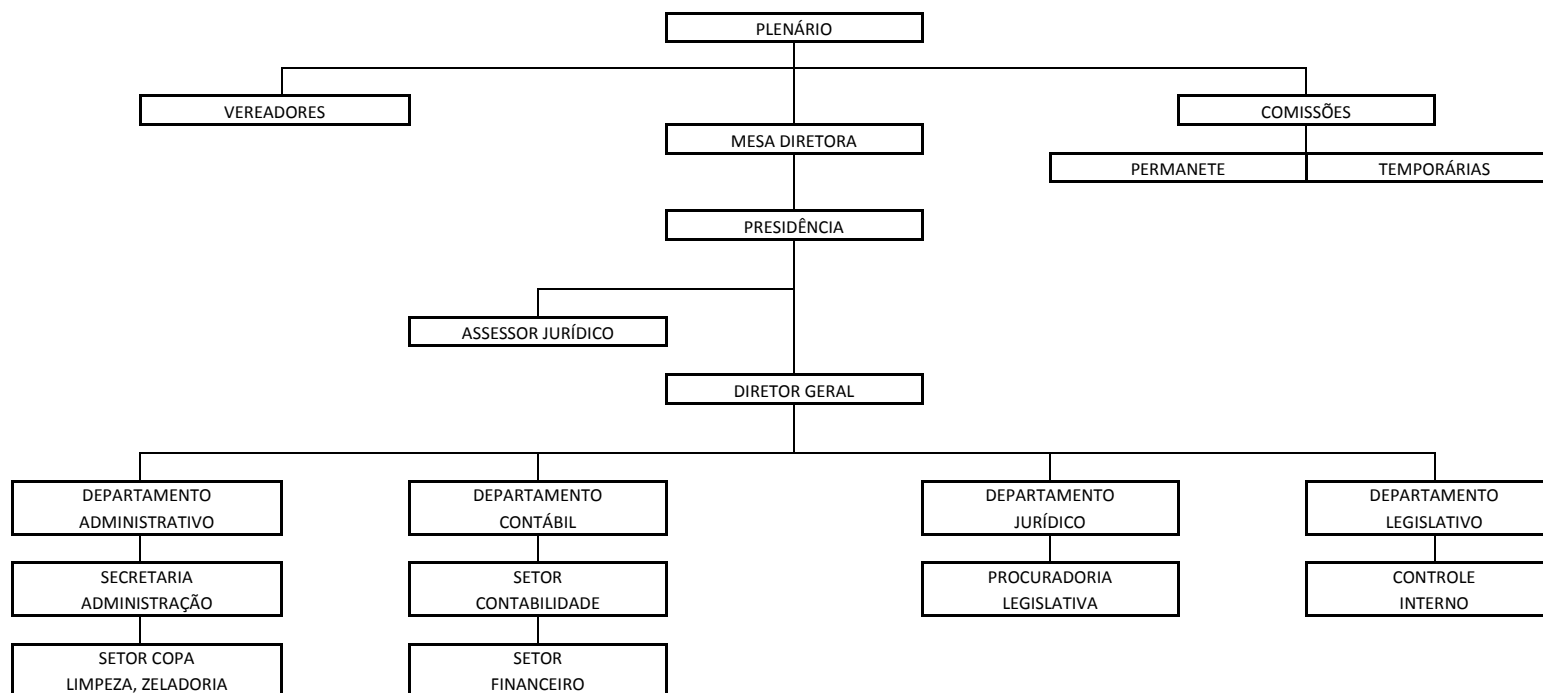 PLENÁRIO
VEREADORES
COMISSÕES
MESA DIRETORA
PERMANETE
TEMPORÁRIAS
PRESIDÊNCIA
ASSESSOR JURÍDICO
DIRETOR GERAL
DEPARTAMENTO
ADMINISTRATIVO
DEPARTAMENTO
CONTÁBIL
DEPARTAMENTO
JURÍDICO
DEPARTAMENTO
LEGISLATIVO
SECRETARIA
ADMINISTRAÇÃO
SETOR
CONTABILIDADE
PROCURADORIA
LEGISLATIVA
CONTROLE
INTERNO
SETOR COPA
LIMPEZA, ZELADORIA
SETOR
FINANCEIRO